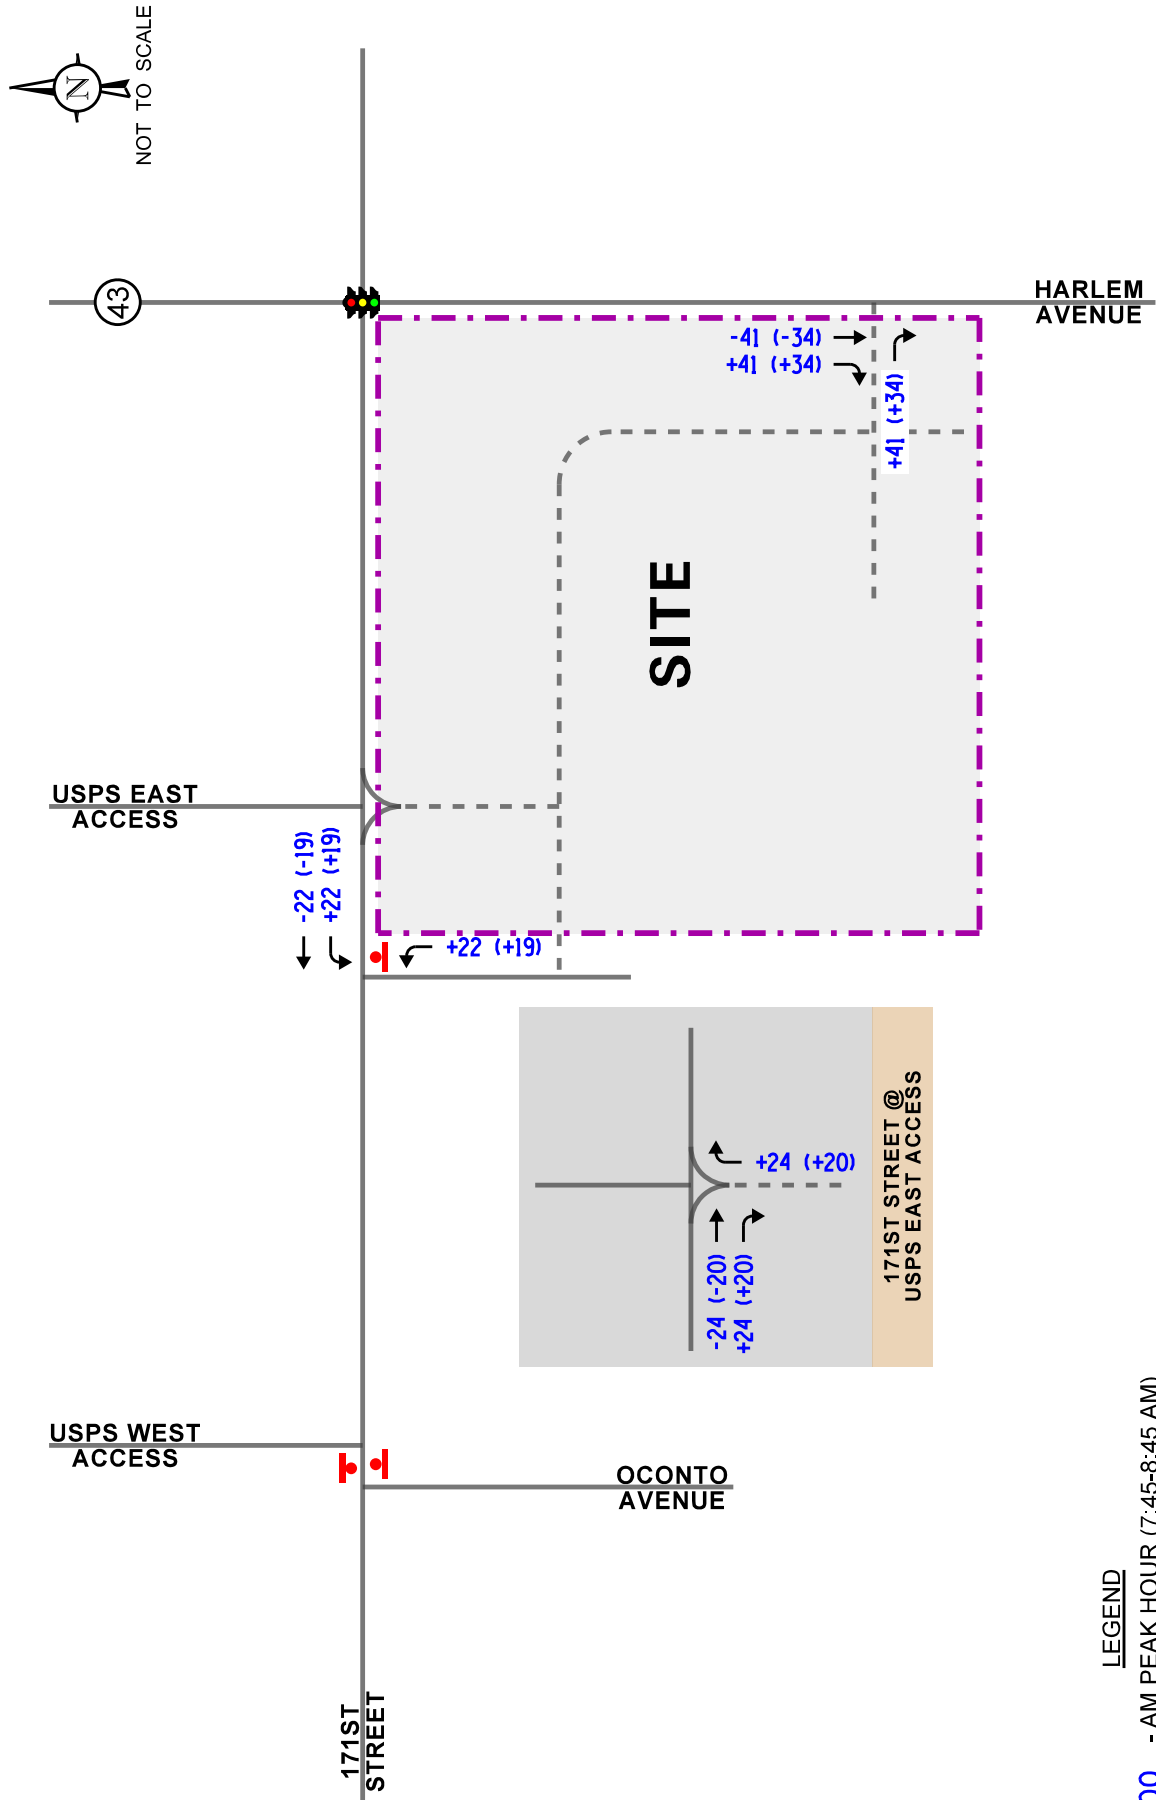 N
NOT TO SCALE
43
HARLEM
AVENUE
-41 (-34)
+41 (+34)
+41 (+34)
SITE
USPS EAST
ACCESS
-22 (-19)
+22 (+19)
+22 (+19)
+24 (+20)
-24 (-20)
+24 (+20)
171ST STREET @
USPS EAST ACCESS
USPS WEST
ACCESS
OCONTO
AVENUE
171ST
STREET
LEGEND
00 - AM PEAK HOUR (7:45-8:45 AM)